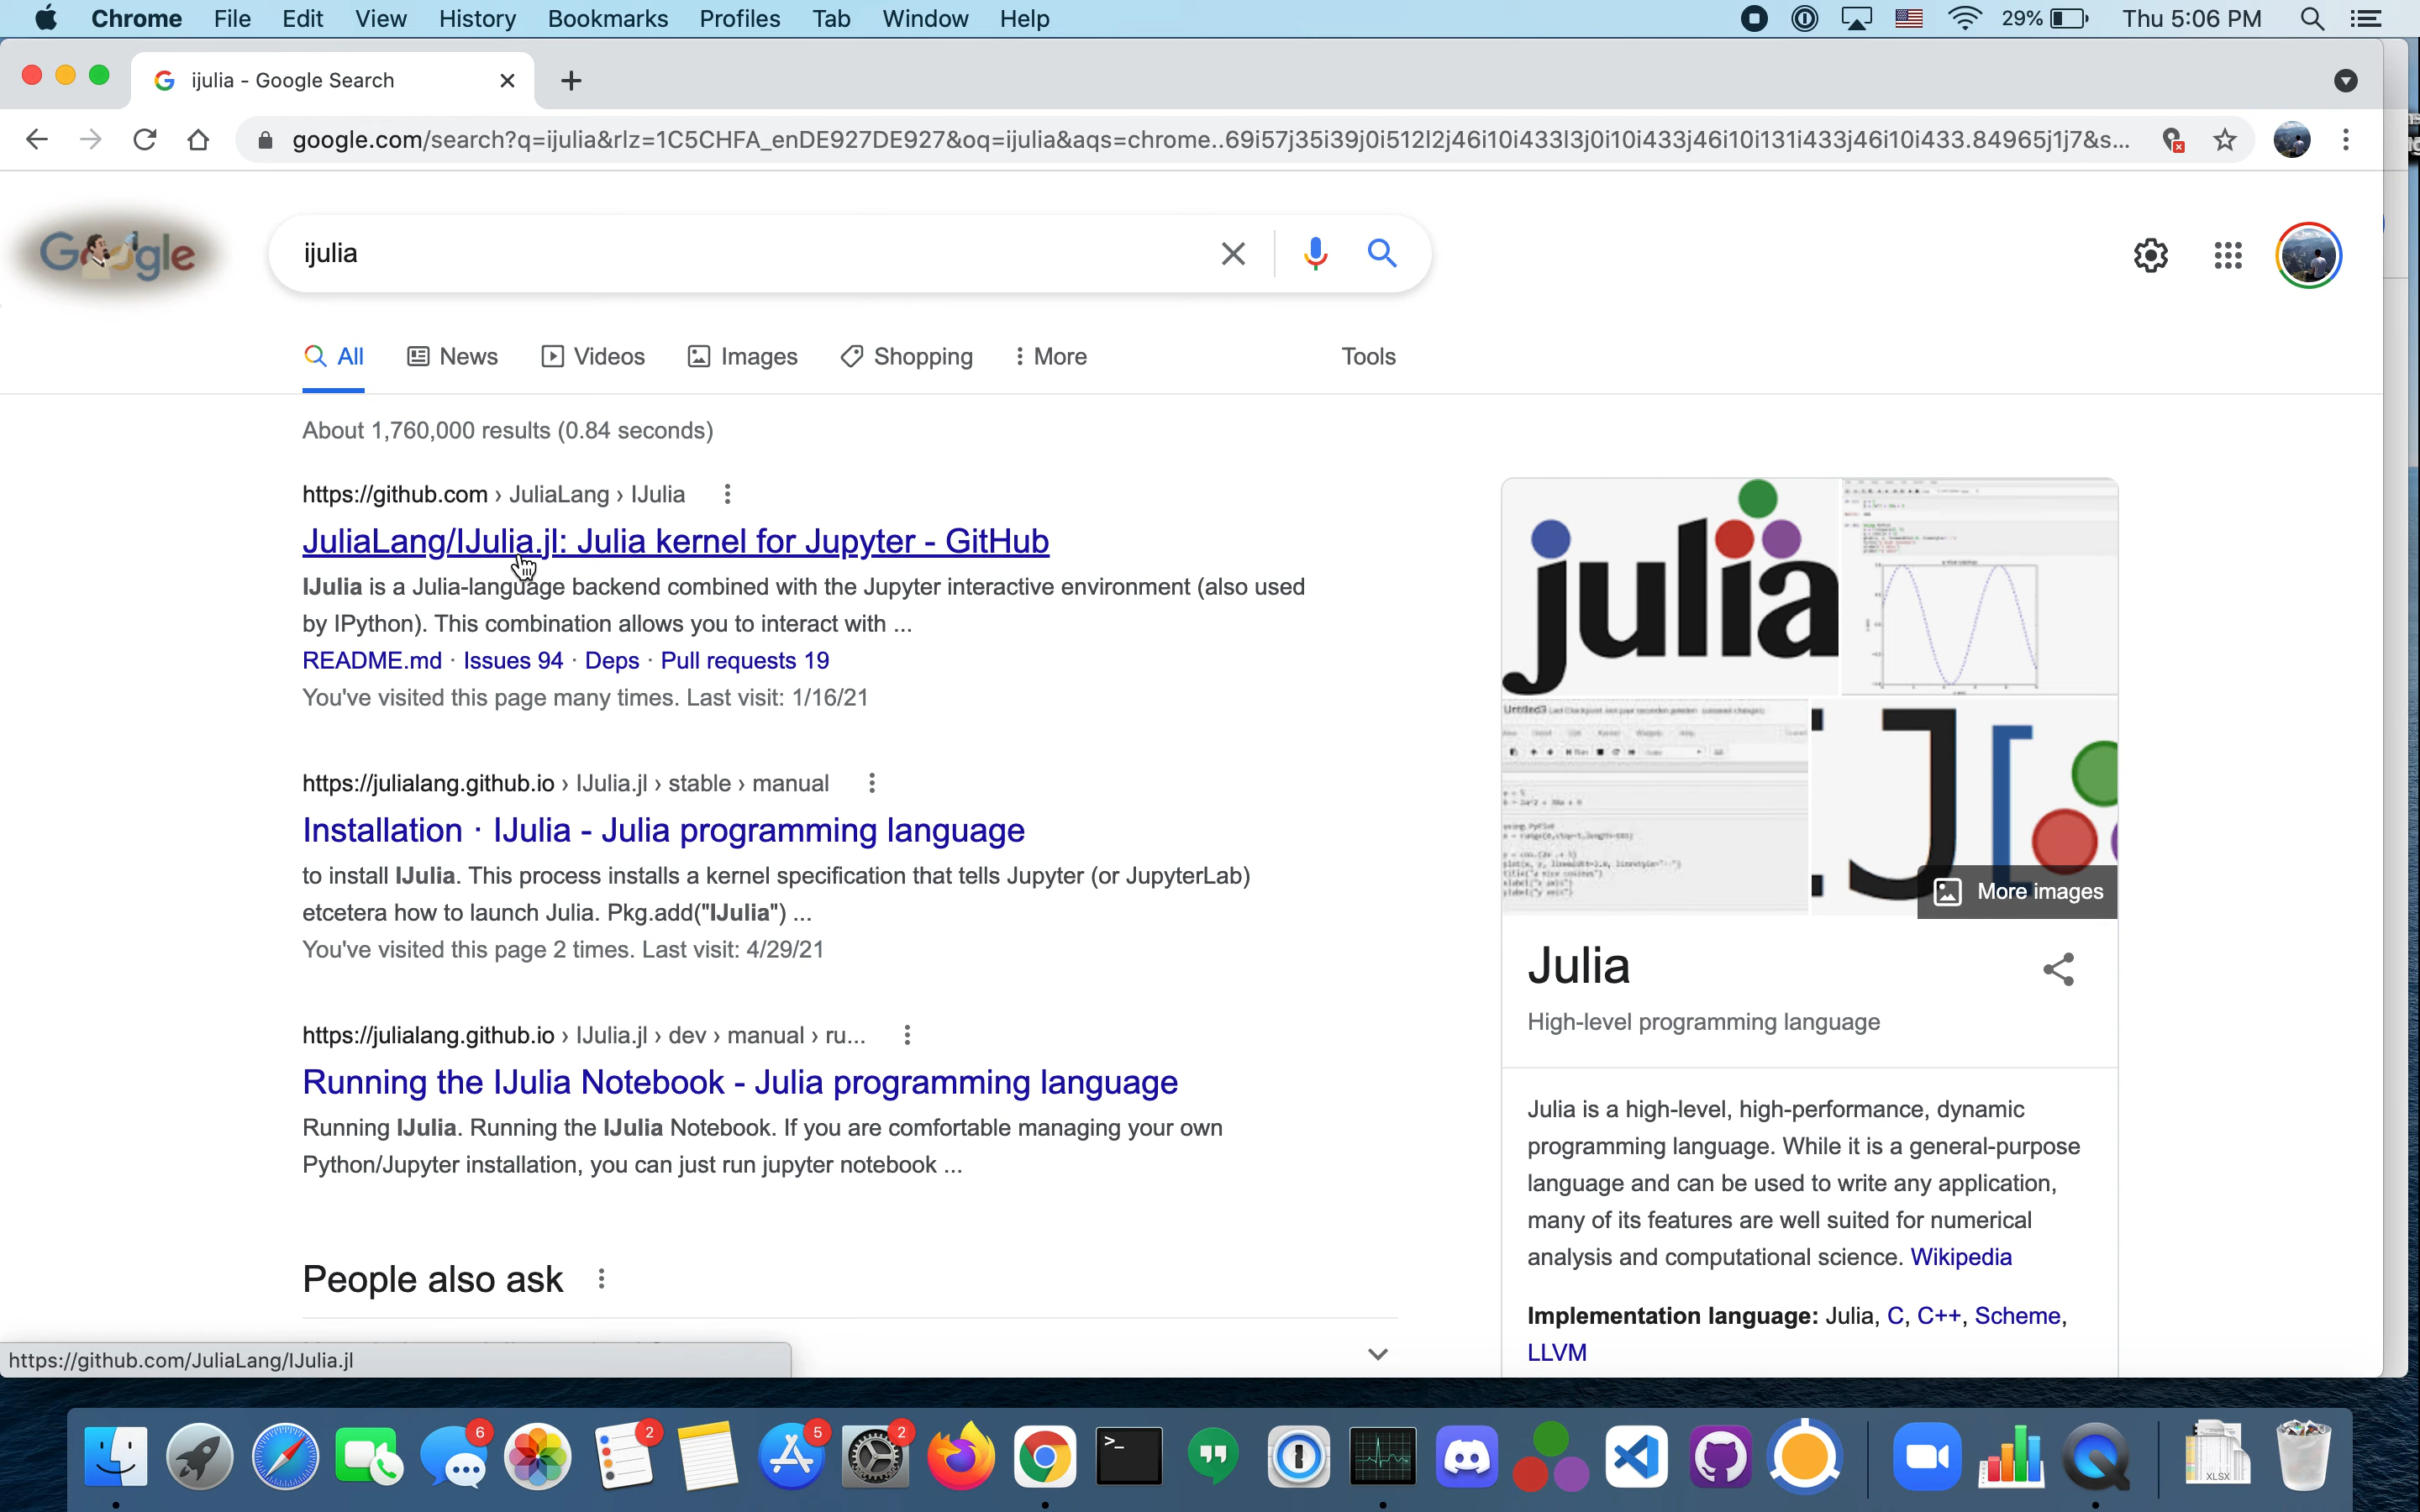 Chrome File Edit View History Bookmarks Profiles Tab Window Help 29% Thu 5:06 PM
ijulia - Google Search
google.com/search?q=ijulia&rlz=1C5CHFA_enDE927DE927&oq=ijulia&aqs=chrome..69i57j35i39j0i512l2j46i10i433l3j0i10i433j46i10i131i433j46i10i433.84965j1j7&s...
Google
ijulia
All News Videos Images Shopping More Tools
About 1,760,000 results (0.84 seconds)
https://github.com › JuliaLang › IJulia
JuliaLang/IJulia.jl: Julia kernel for Jupyter - GitHub
IJulia is a Julia-language backend combined with the Jupyter interactive environment (also used
by IPython). This combination allows you to interact with ...
README.md · Issues 94 · Deps · Pull requests 19
You've visited this page many times. Last visit: 1/16/21
https://julialang.github.io › IJulia.jl › stable › manual
Installation · IJulia - Julia programming language
to install IJulia. This process installs a kernel specification that tells Jupyter (or JupyterLab)
etcetera how to launch Julia. Pkg.add("IJulia") ...
You've visited this page 2 times. Last visit: 4/29/21
https://julialang.github.io › IJulia.jl › dev › manual › ru...
Running the IJulia Notebook - Julia programming language
Running IJulia. Running the IJulia Notebook. If you are comfortable managing your own
Python/Jupyter installation, you can just run jupyter notebook ...
People also ask
https://github.com/JuliaLang/IJulia.jl
julia
Untitled3
IJ[
More images
Julia
High-level programming language
Julia is a high-level, high-performance, dynamic
programming language. While it is a general-purpose
language and can be used to write any application,
many of its features are well suited for numerical
analysis and computational science. Wikipedia
Implementation language: Julia, C, C++, Scheme,
LLVM
6 2 5 2
XLSX